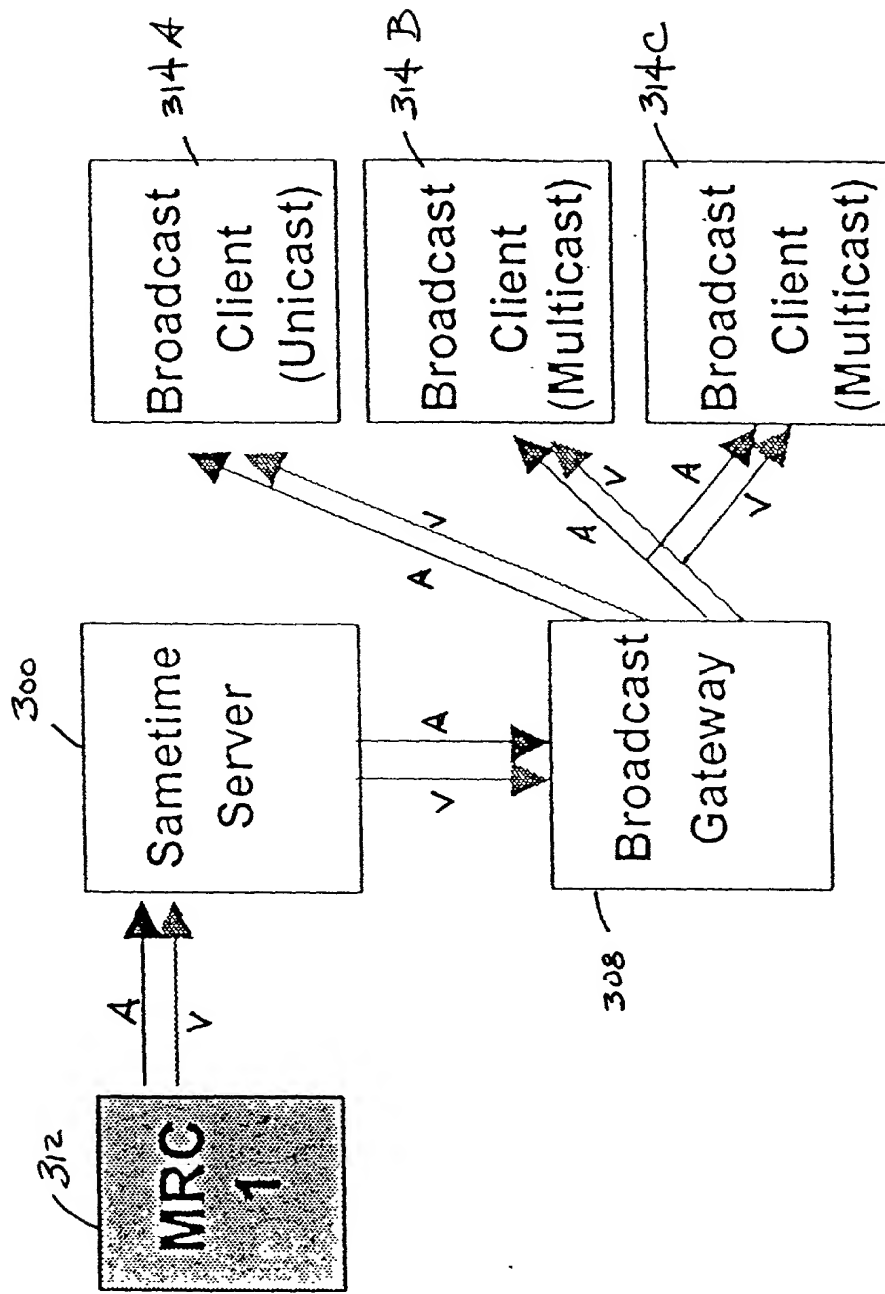 312
MRC
1
A
V
300
Sametime
Server
V
A
308
Broadcast
Gateway
A
V
A
V
A
V
314A
Broadcast
Client
(Unicast)
314B
Broadcast
Client
(Multicast)
314C
Broadcast
Client
(Multicast)